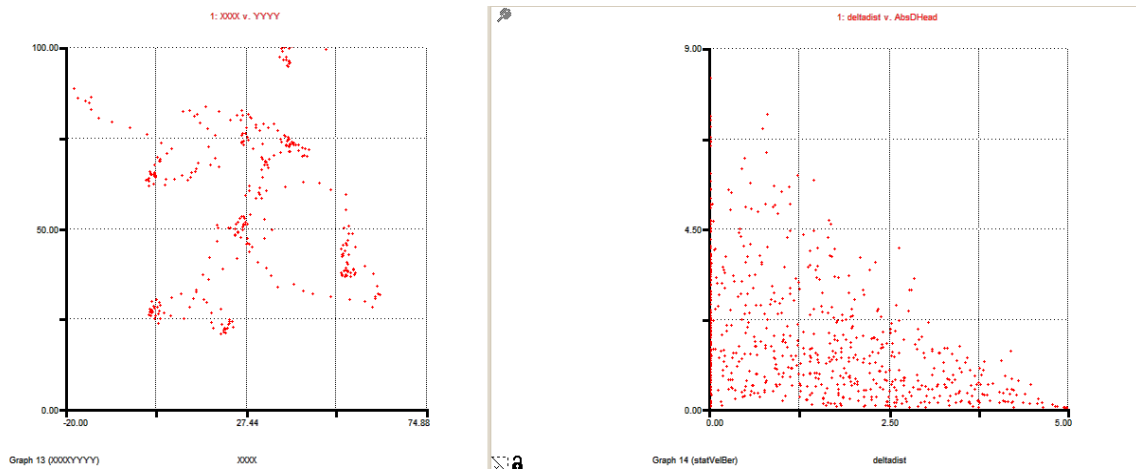 1: XXXX v. YYYY
100.00
50.00
0.00
-20.00 27.44 74.88
Graph 13 (XXXXYYYY) XXXX
1: deltadist v. AbsDHead
9.00
4.50
0.00
0.00 2.50 5.00
Graph 14 (statVelBer) deltadist